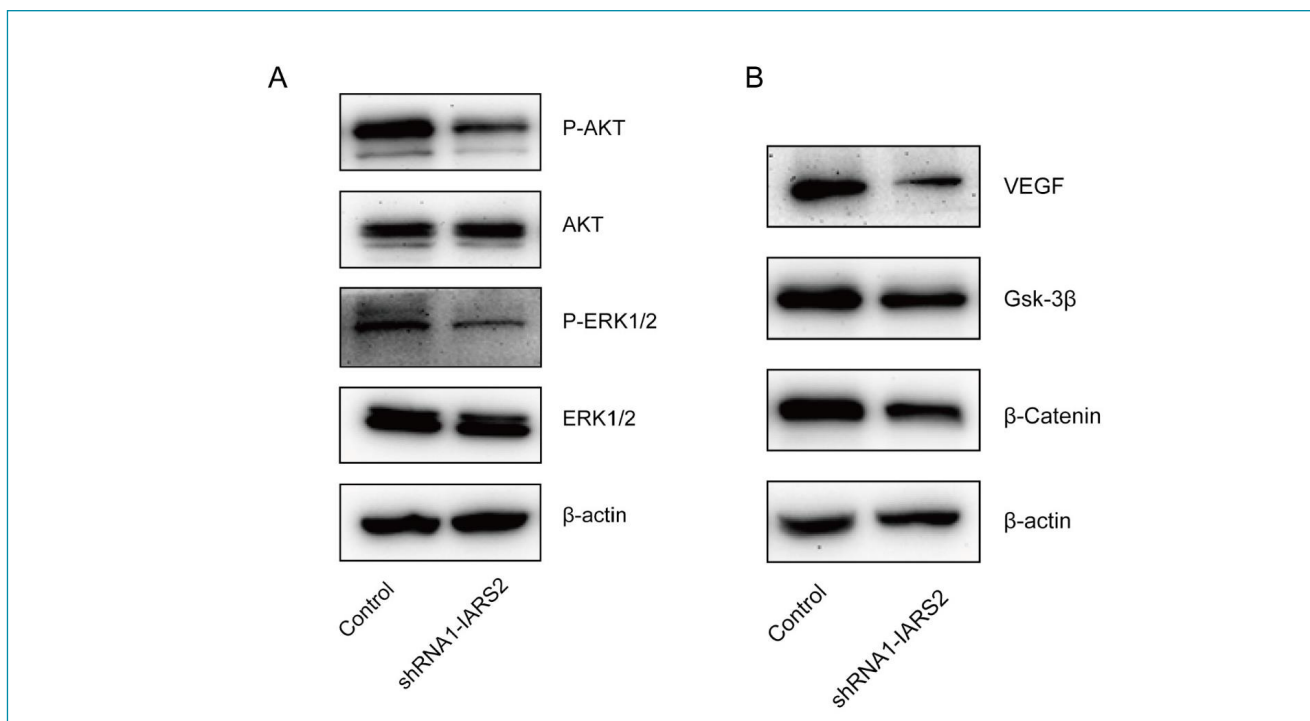 A
P-AKT
AKT
P-ERK1/2
ERK1/2
β-actin
Control
shRNA1-IARS2
B
VEGF
Gsk-3β
β-Catenin
β-actin
Control
shRNA1-IARS2